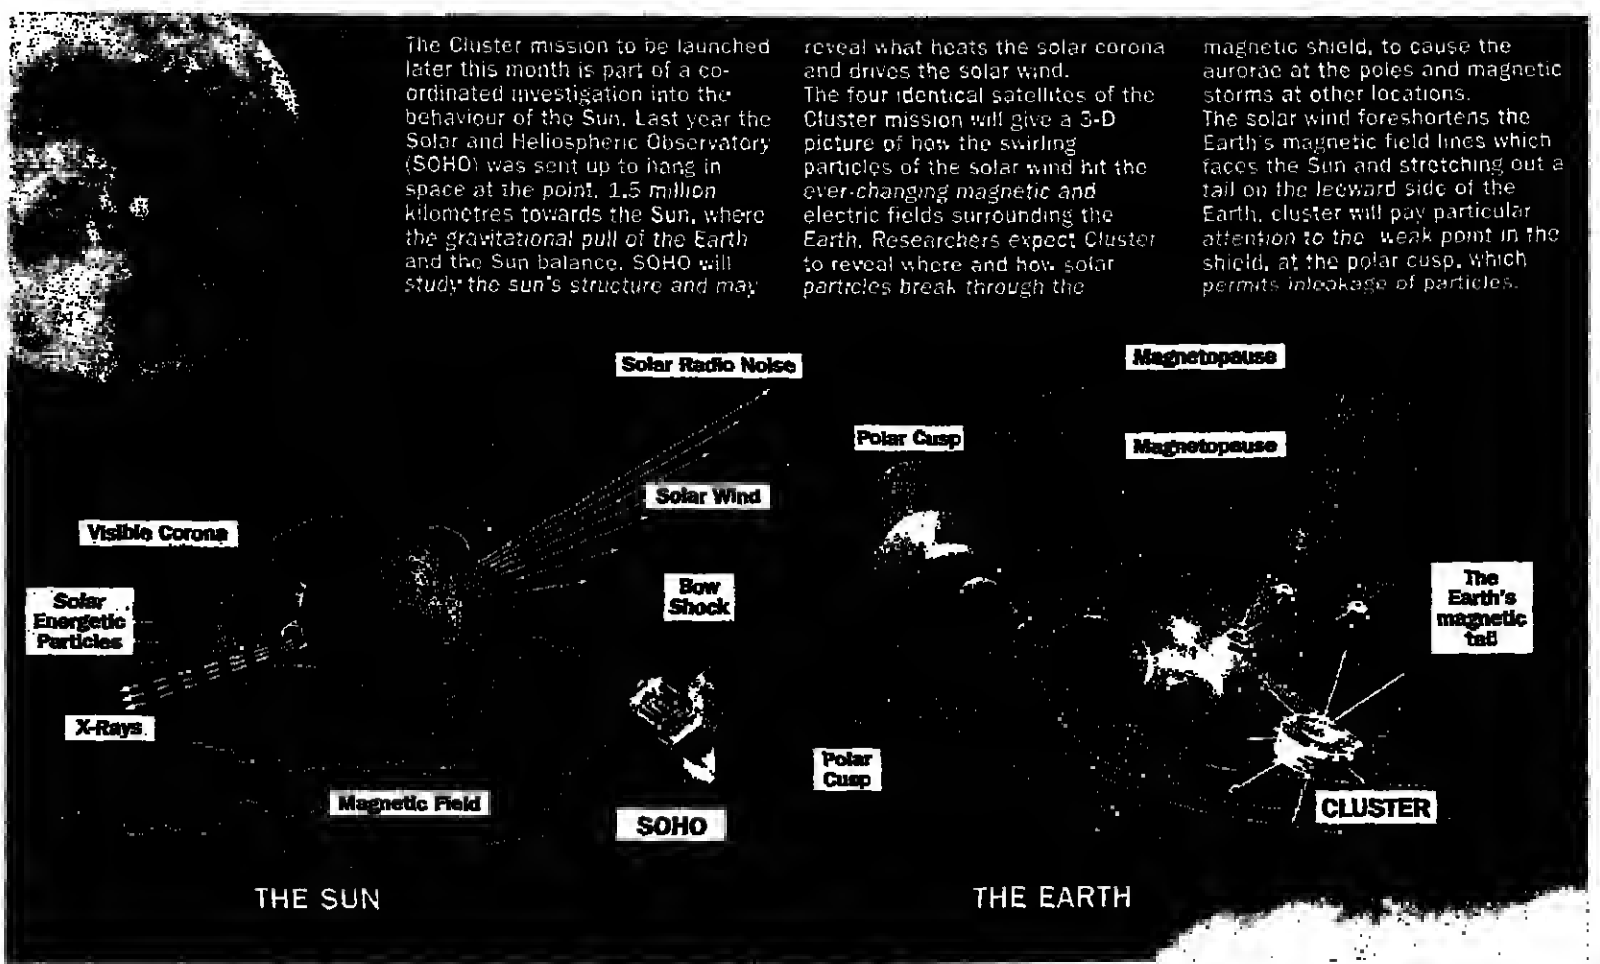 The Cluster mission to be launched
later this month is part of a co-
ordinated investigation into the
behaviour of the Sun. Last year the
Solar and Heliospheric Observatory
(SOHO) was sent up to hang in
space at the point, 1.5 million
kilometres towards the Sun, where
the gravitational pull of the Earth
and the Sun balance. SOHO will
study the sun's structure and may
reveal what heats the solar corona
and drives the solar wind.
The four identical satellites of the
Cluster mission will give a 3-D
picture of how the swirling
particles of the solar wind hit the
ever-changing magnetic and
electric fields surrounding the
Earth. Researchers expect Cluster
to reveal where and how solar
particles break through the
magnetic shield, to cause the
aurorae at the poles and magnetic
storms at other locations.
The solar wind foreshortens the
Earth's magnetic field lines which
faces the Sun and stretching out a
tail on the leeward side of the
Earth. cluster will pay particular
attention to the weak point in the
shield, at the polar cusp, which
permits inleakage of particles.
Solar Radio Noise
Solar Wind
Visible Corona
Solar
Energetic
Particles
X-Rays
Magnetic Field
Bow
Shock
SOHO
THE SUN
Magnetopause
Polar Cusp
Magnetopause
The
Earth's
magnetic
tail
Polar
Cusp
CLUSTER
THE EARTH